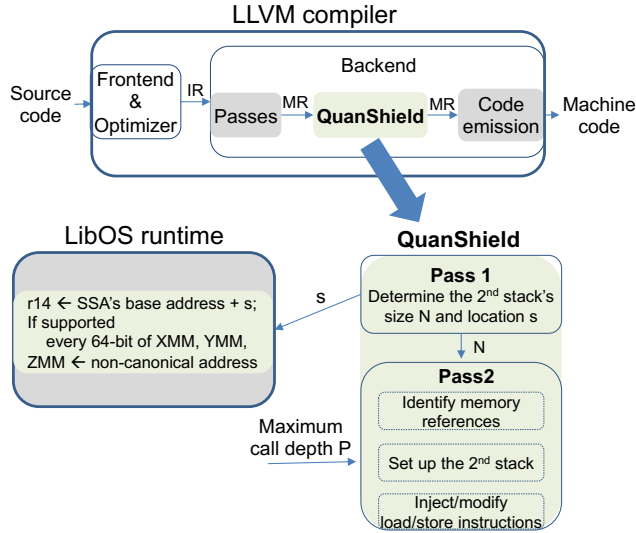 LLVM compiler
Backend
Source
code
Frontend
&
Optimizer
IR
Passes
MR
QuanShield
MR
Code
emission
Machine
code
LibOS runtime
r14 ← SSA's base address + s;
If supported
every 64-bit of XMM, YMM,
ZMM ← non-canonical address
s
QuanShield
Pass 1
Determine the 2nd stack's
size N and location s
N
Pass2
Identify memory
references
Set up the 2nd stack
Inject/modify
load/store instructions
Maximum
call depth P